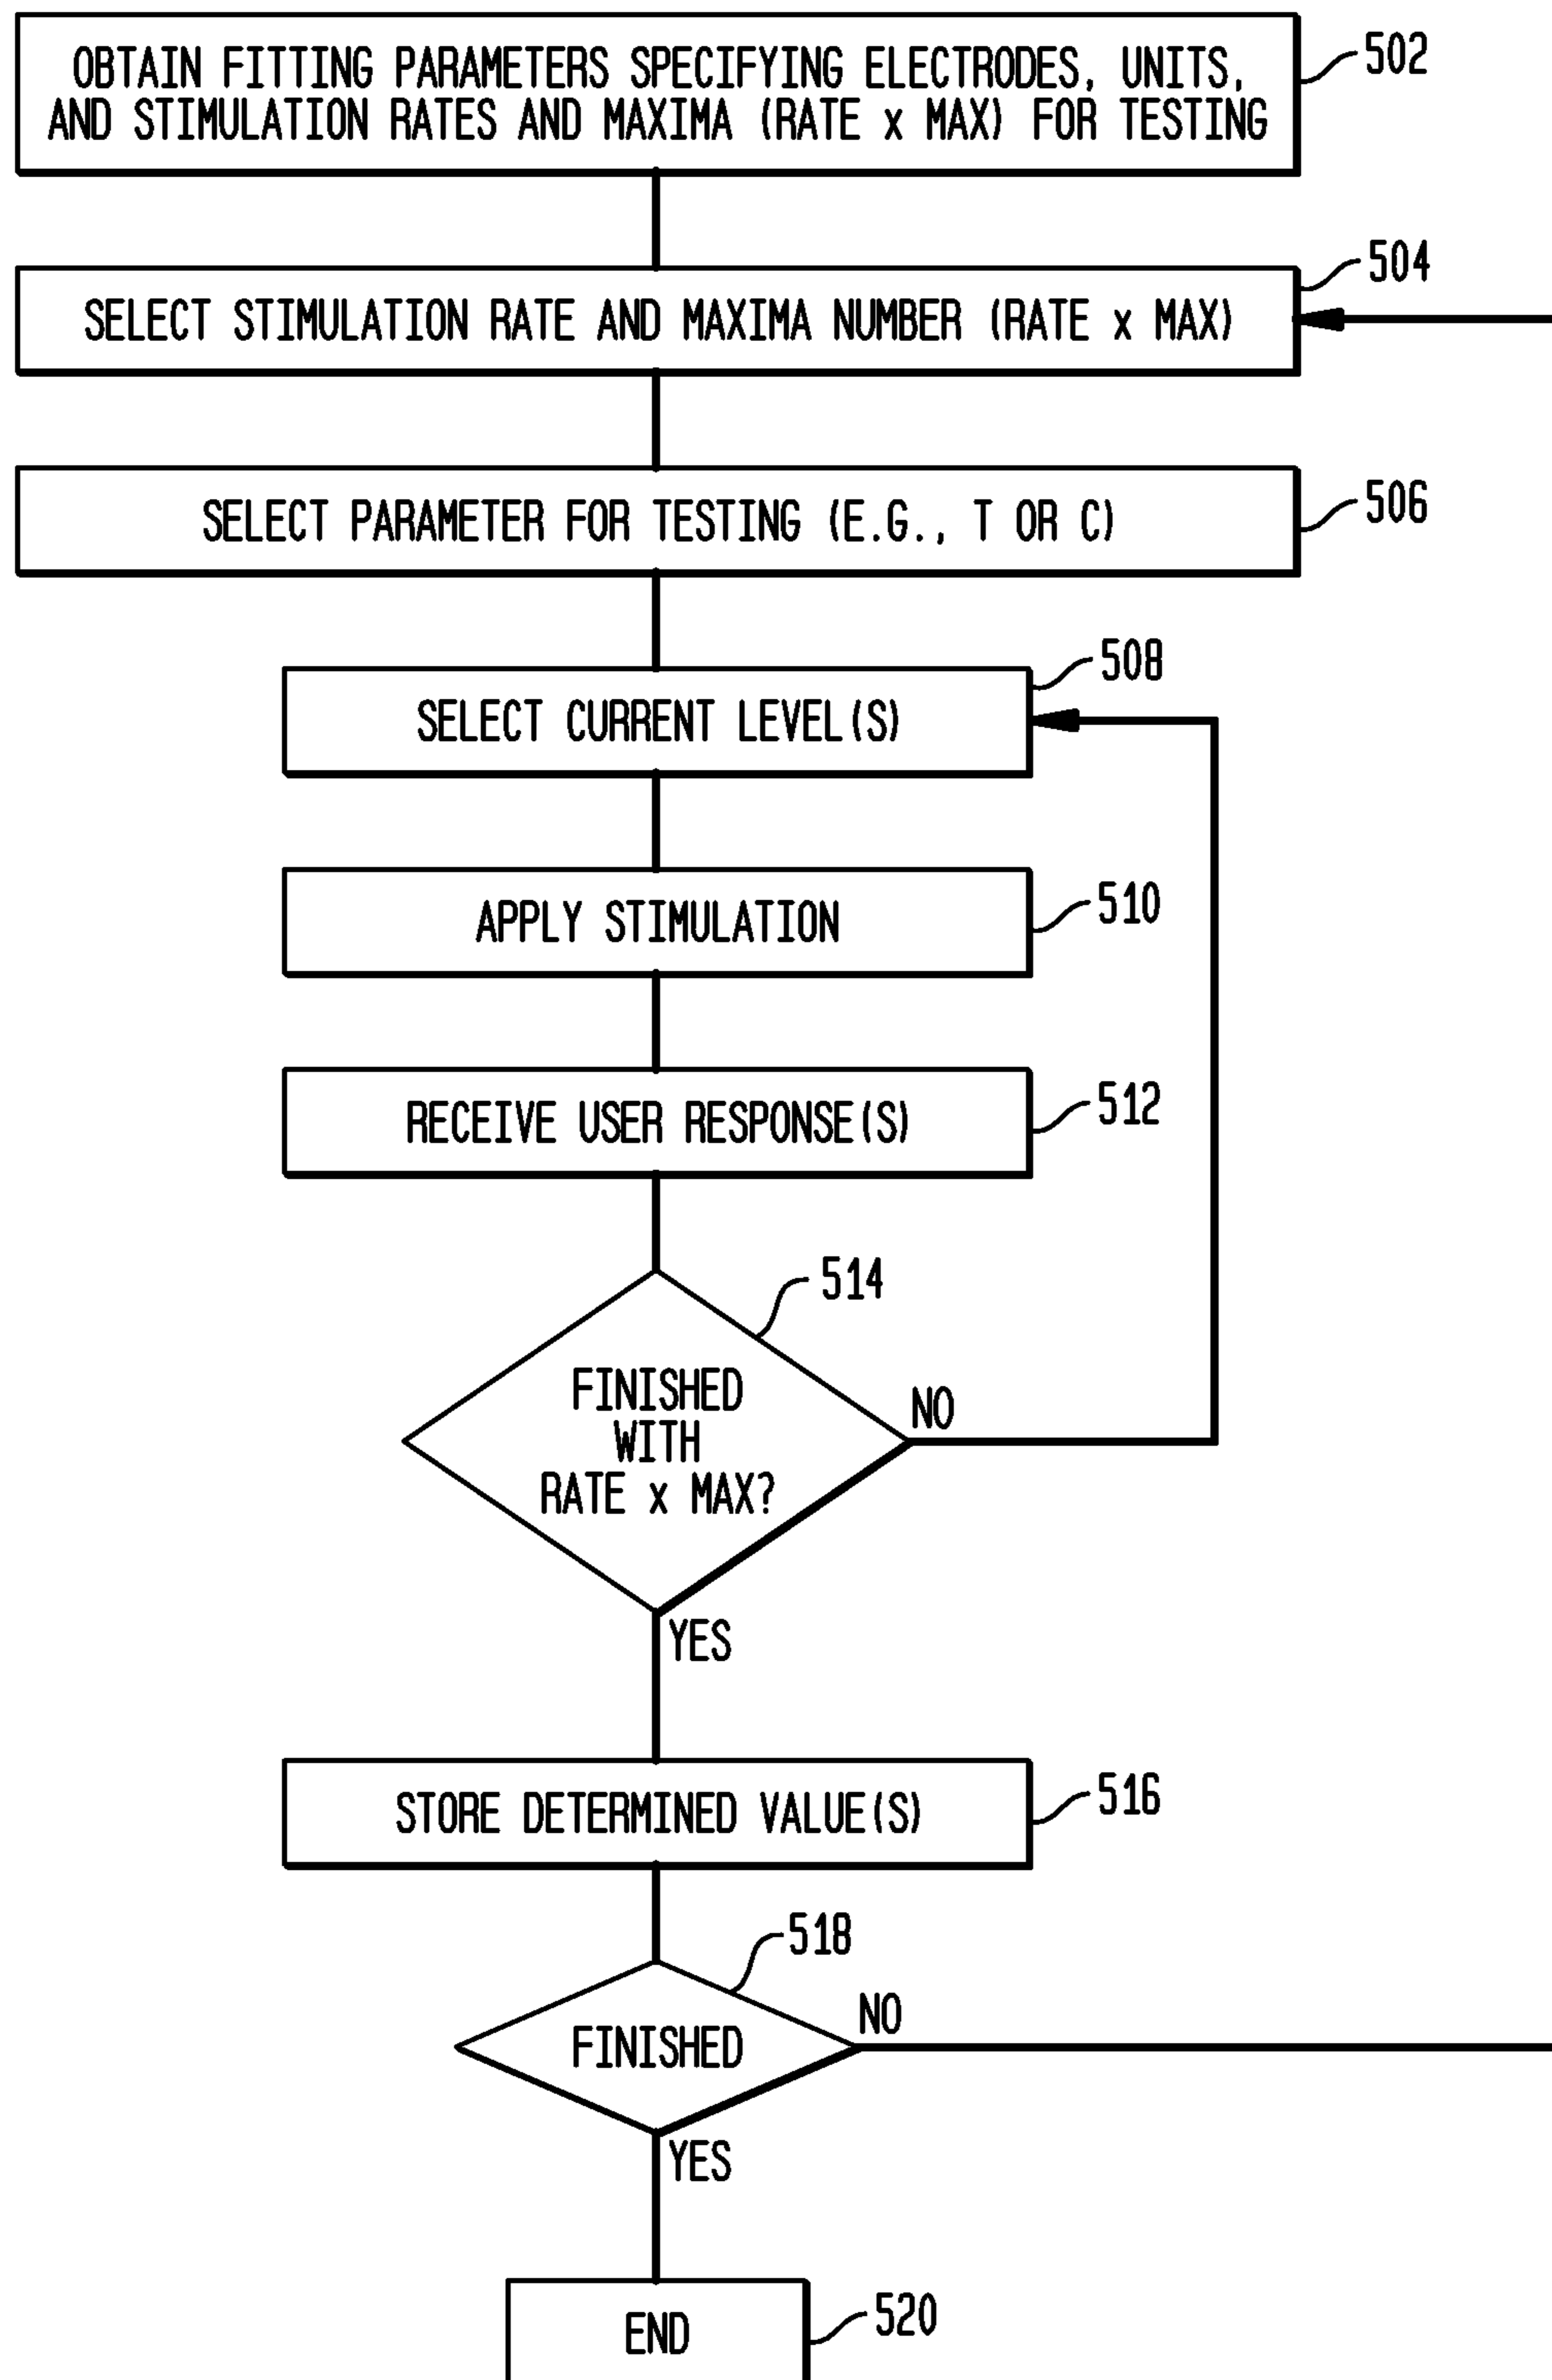 OBTAIN FITTING PARAMETERS SPECIFYING ELECTRODES, UNITS,
AND STIMULATION RATES AND MAXIMA (RATE x MAX) FOR TESTING
502
504
SELECT STIMULATION RATE AND MAXIMA NUMBER (RATE x MAX)
SELECT PARAMETER FOR TESTING (E.G., T OR C)
506
508
SELECT CURRENT LEVEL(S)
APPLY STIMULATION
510
RECEIVE USER RESPONSE(S)
512
514
FINISHED
WITH
RATE x MAX?
NO
YES
STORE DETERMINED VALUE(S)
516
518
FINISHED
NO
YES
END
520